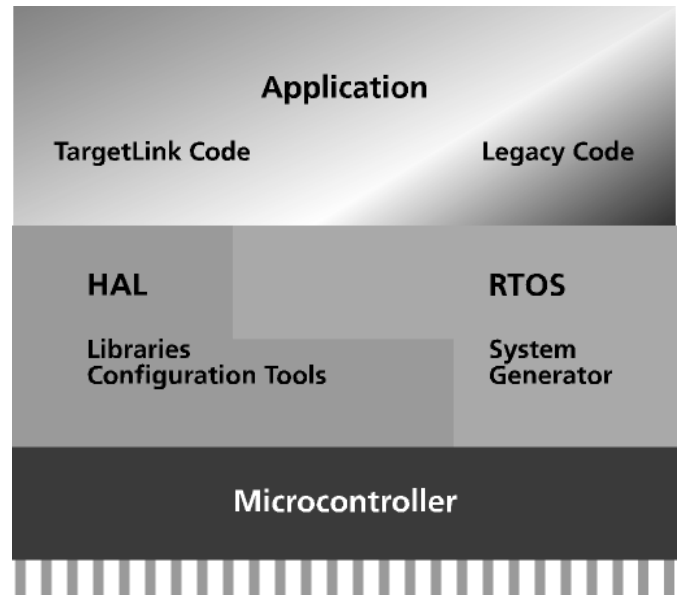 Application
TargetLink Code
Legacy Code
HAL
RTOS
Libraries
Configuration Tools
System
Generator
Microcontroller